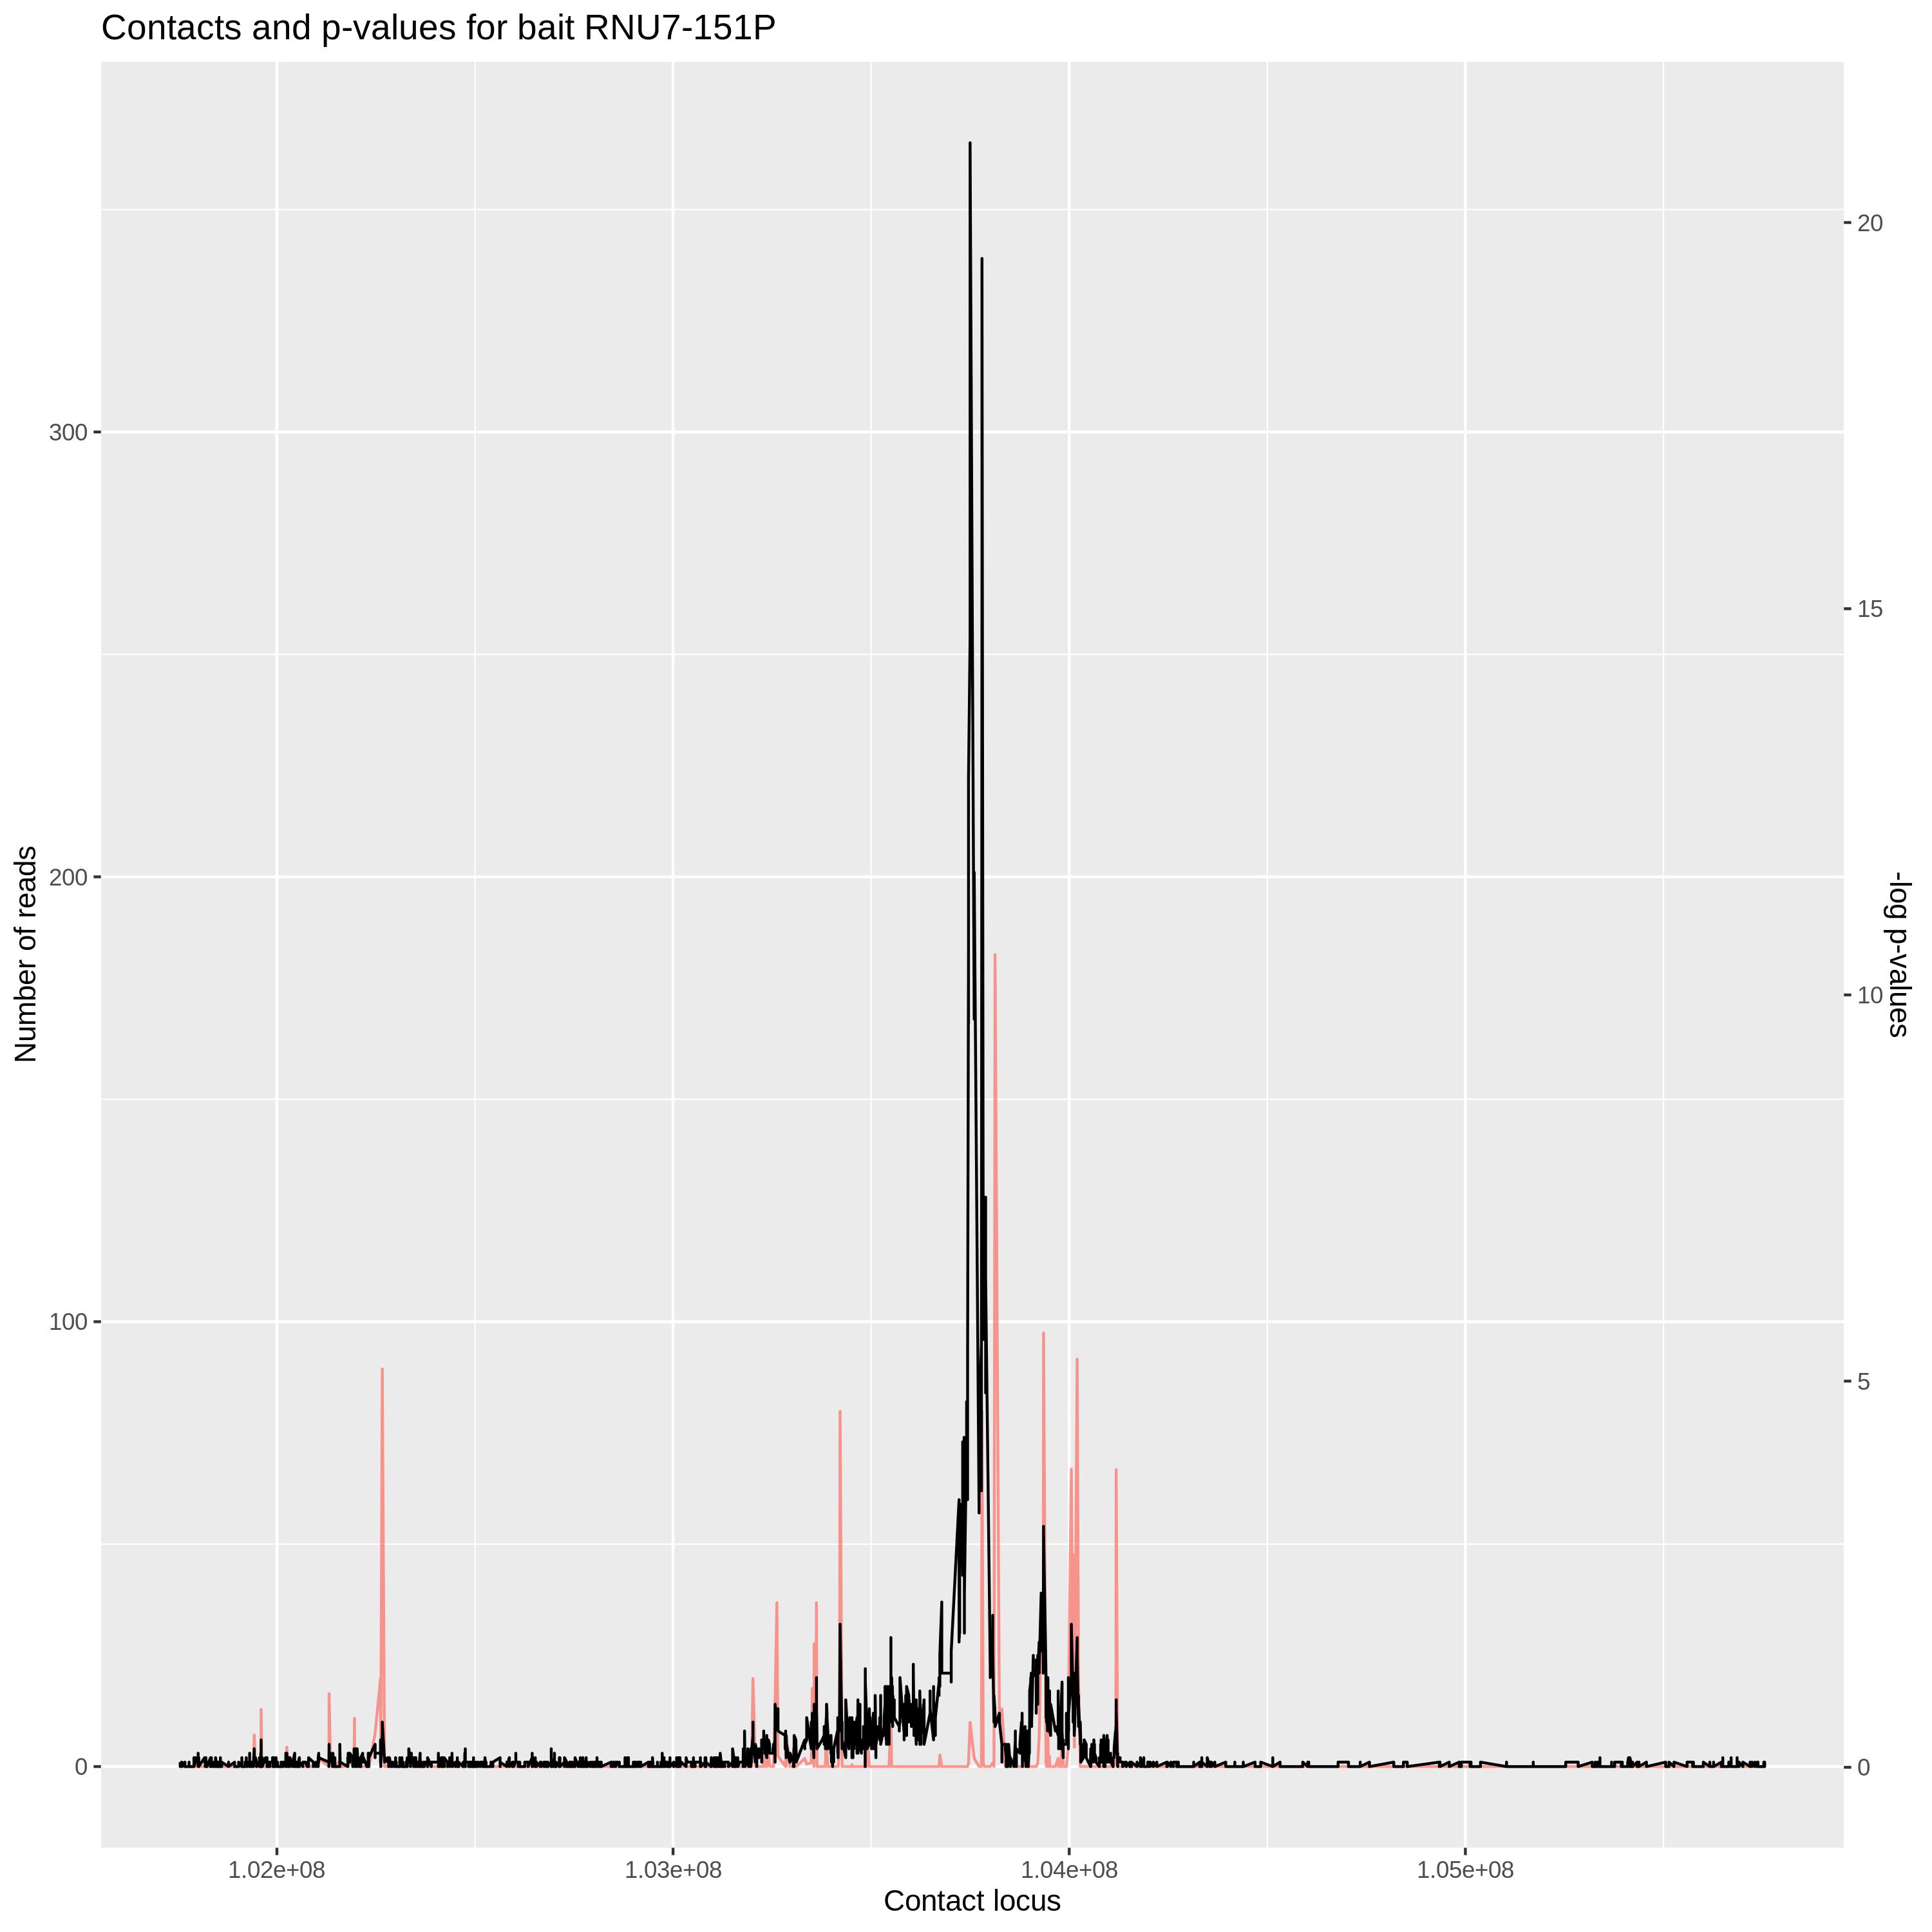 Contacts and p-values for bait RNU7-151P
300
200
100
0
Number of reads
20
15
10
5
0
-log p-values
1.02e+08
1.03e+08
1.04e+08
1.05e+08
Contact locus